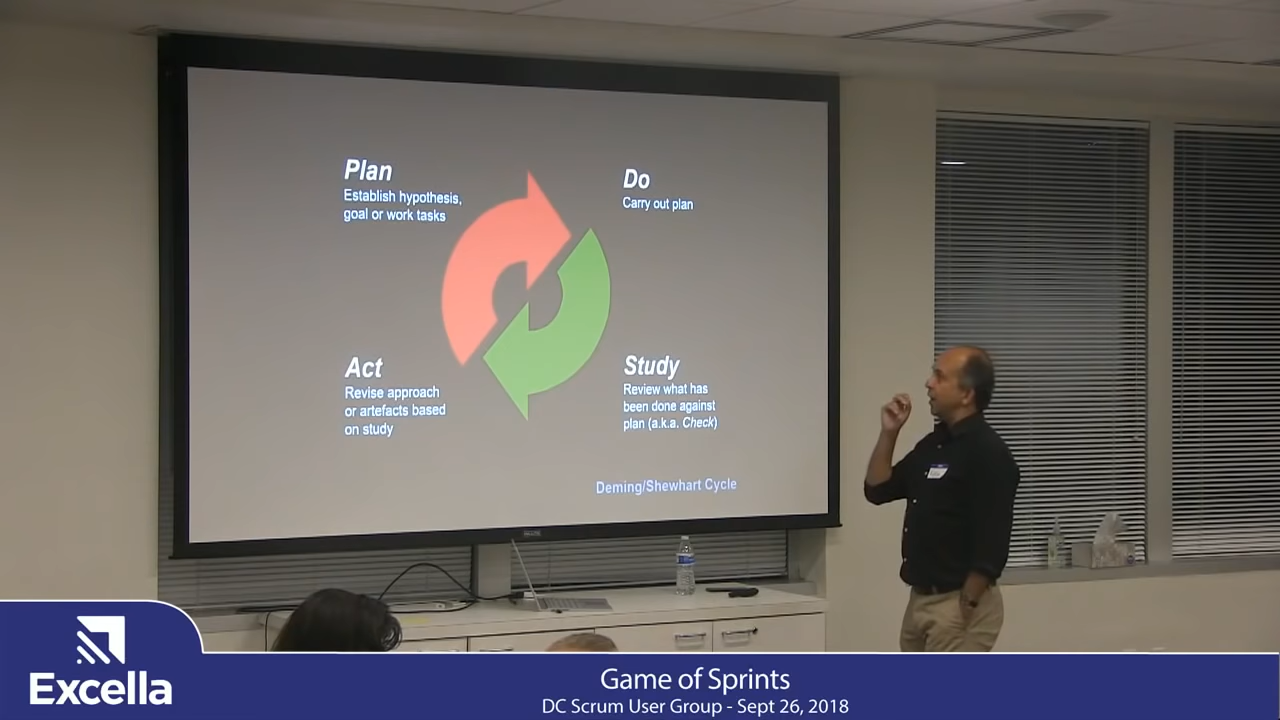 Plan
Establish hypothesis,
goal or work tasks
Do
Carry out plan
Act
Revise approach
or artefacts based
on study
Study
Review what has
been done against
plan (a.k.a. Check)
Deming/Shewhart Cycle
Excella
Game of Sprints
DC Scrum User Group - Sept 26, 2018